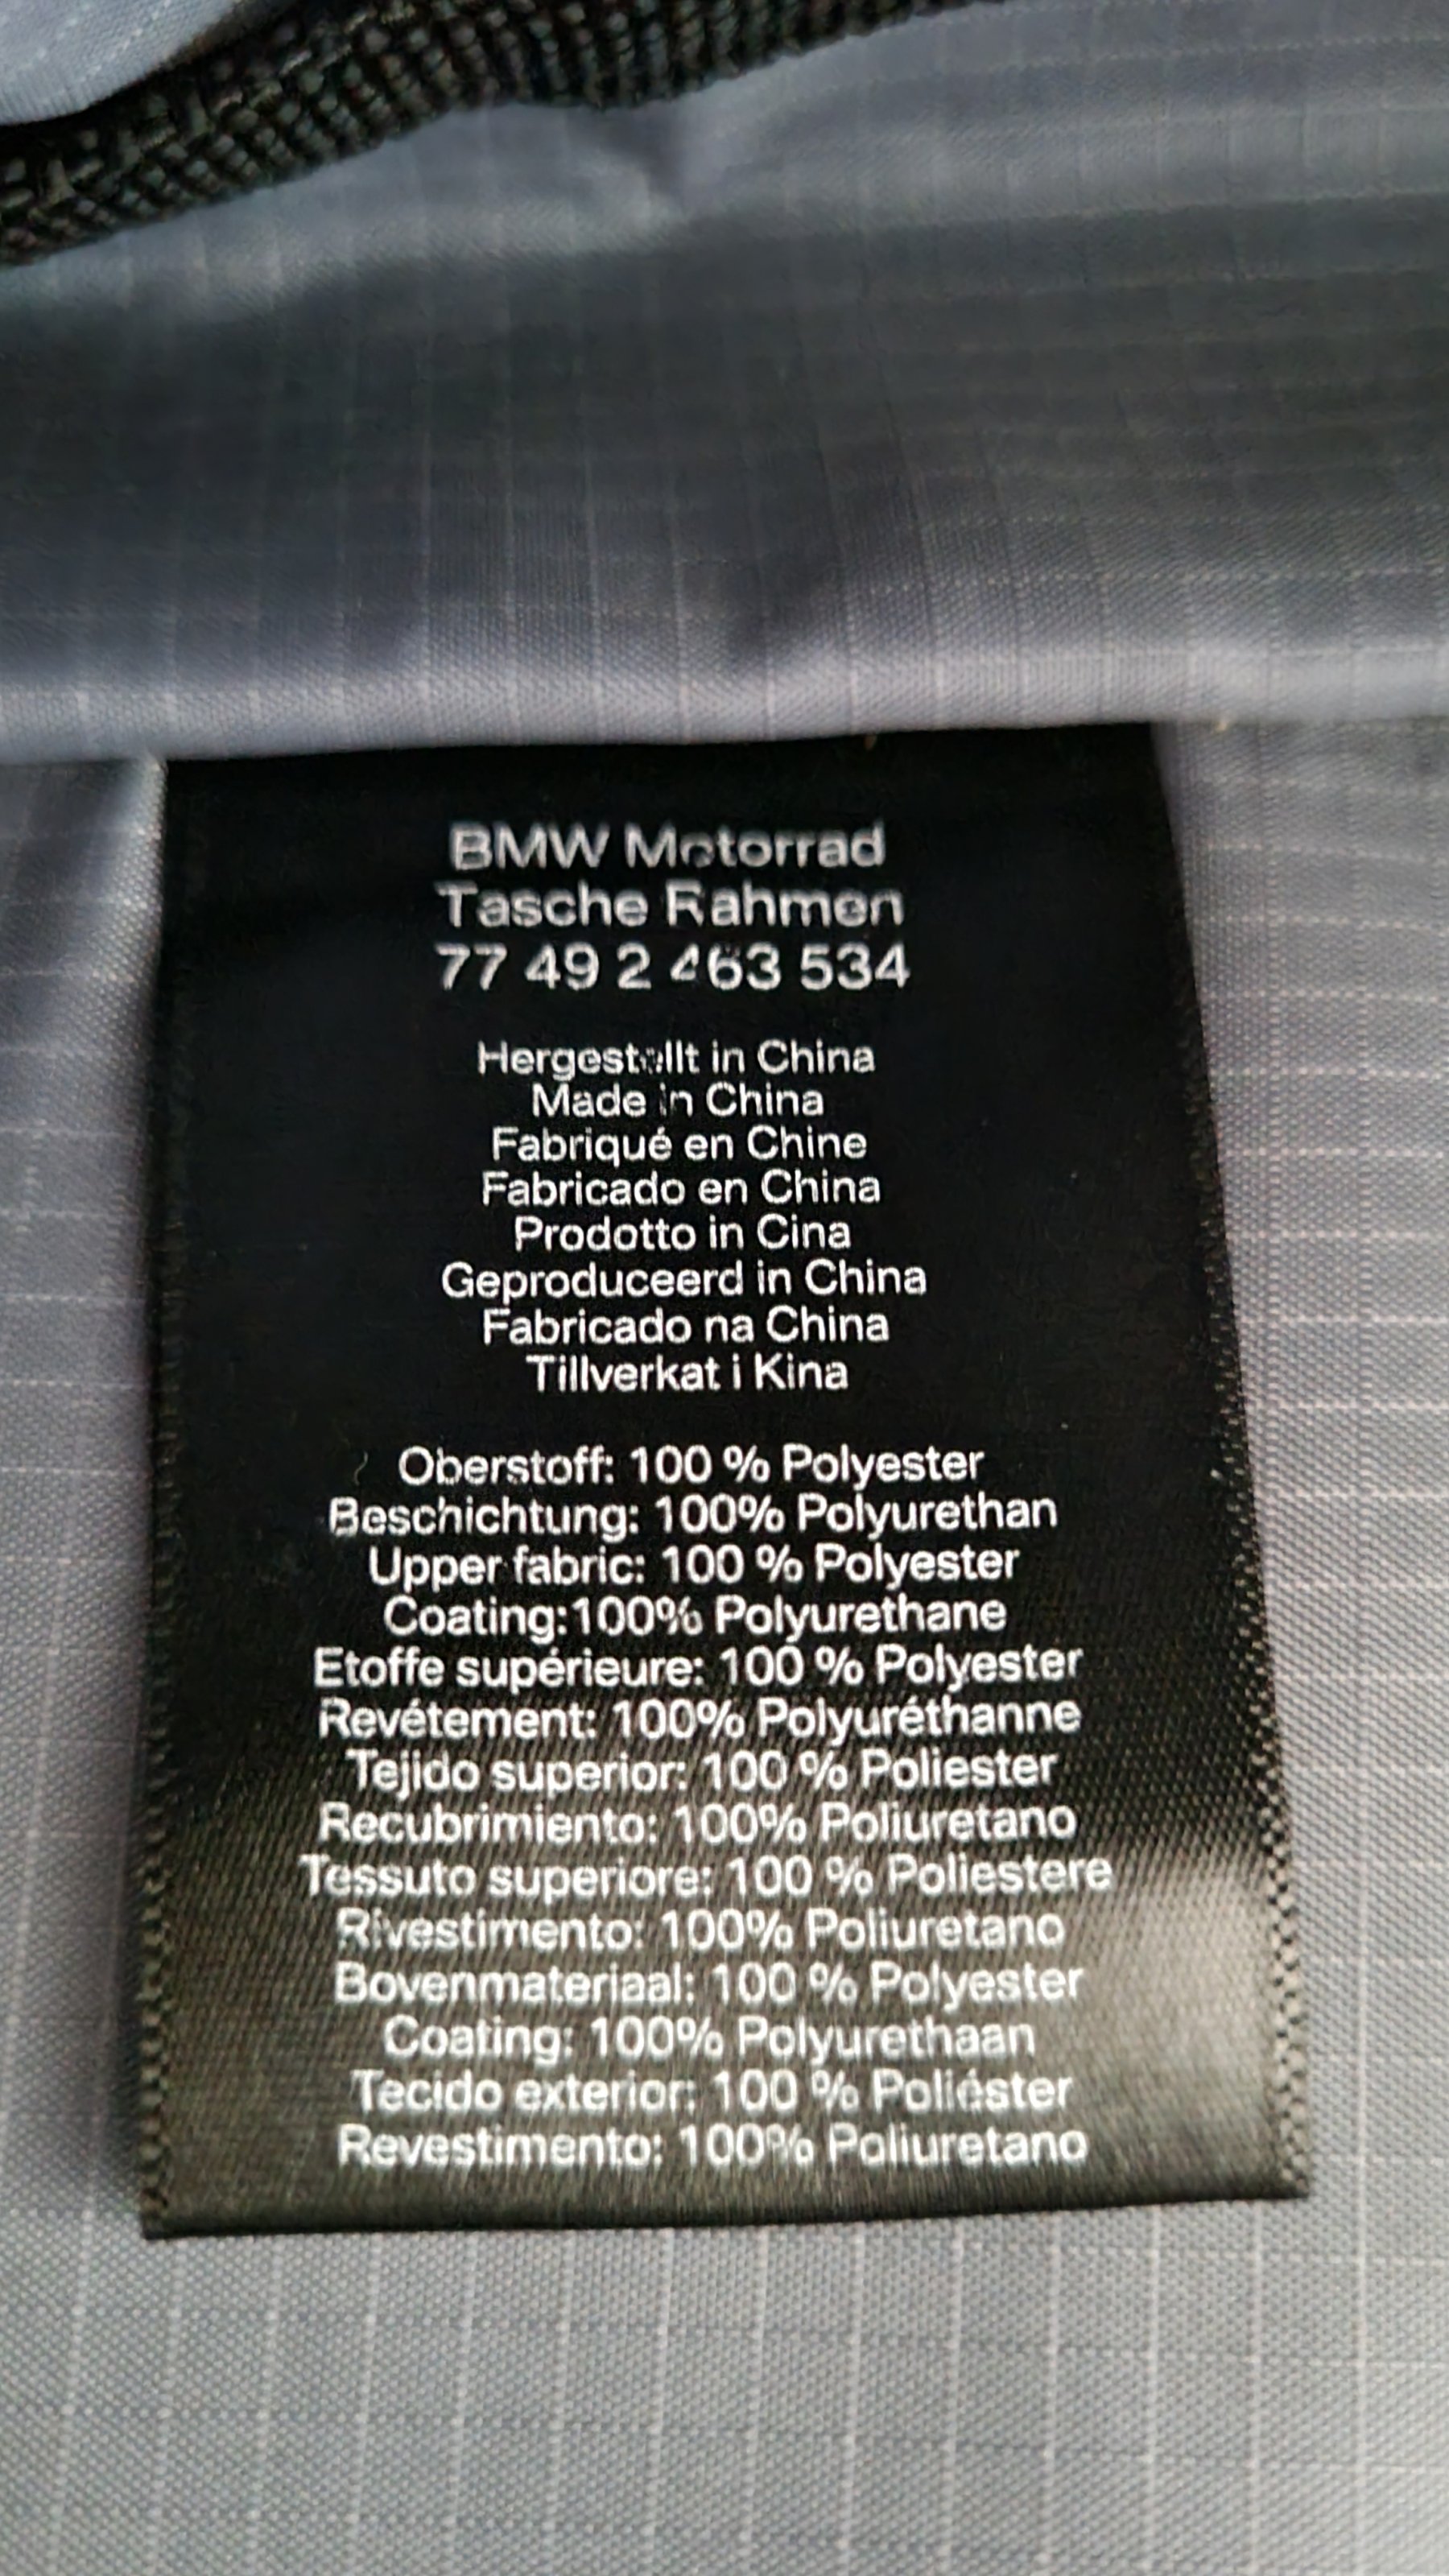 BMW Motorrad
Tasche Rahmen
77 49 2 463 534
Hergestellt in China
Made in China
Fabriqué en Chine
Fabricado en China
Prodotto in Cina
Geproduceerd in China
Fabricado na China
Tillverkat i Kina
Oberstoff: 100 % Polyester
Beschichtung: 100% Polyurethan
Upper fabric: 100 % Polyester
Coating:100% Polyurethane
Etoffe supérieure: 100 % Polyester
Revétement: 100% Polyuréthanne
Tejido superior: 100 % Poliester
Recubrimiento: 100% Poliuretano
Tessuto superiore: 100 % Poliestere
Rivestimento: 100% Poliuretano
Bovenmateriaal: 100 % Polyester
Coating: 100% Polyurethaan
Tecido exterior: 100 % Poliéster
Revestimento: 100% Poliuretano